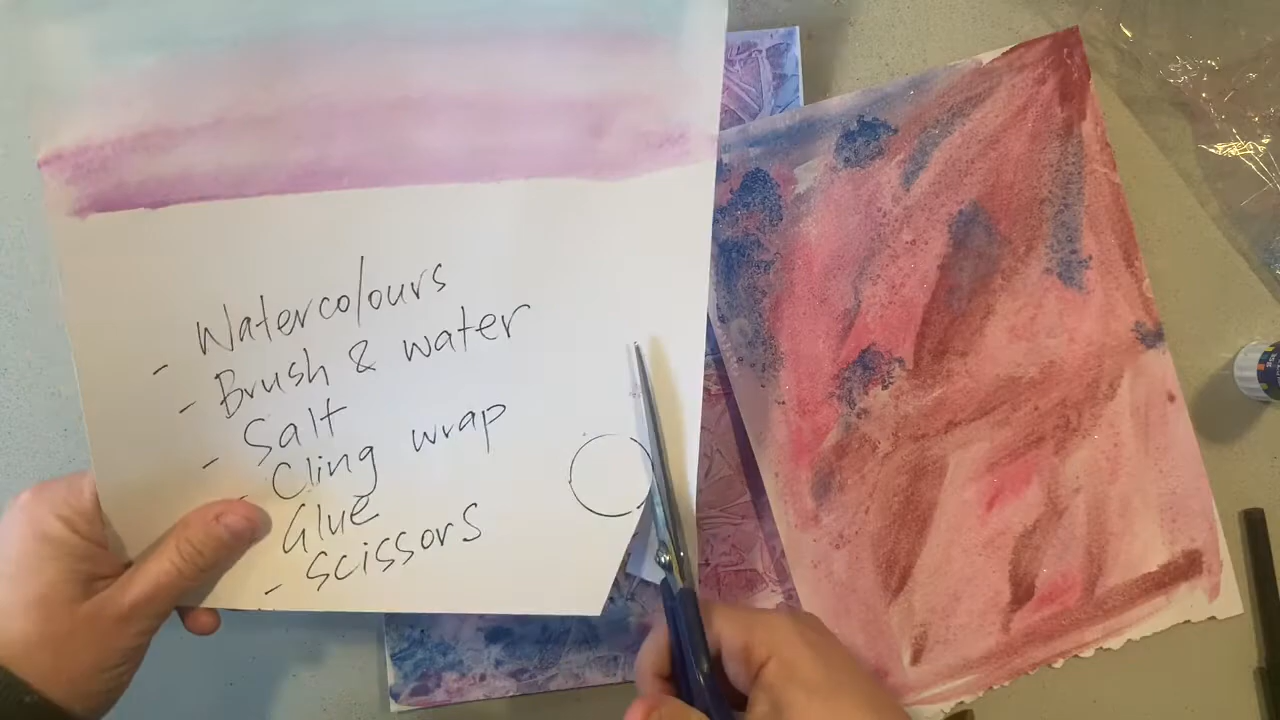 - Watercolours
- Brush & water
- Salt
- Cling wrap
Glue
- Scissors